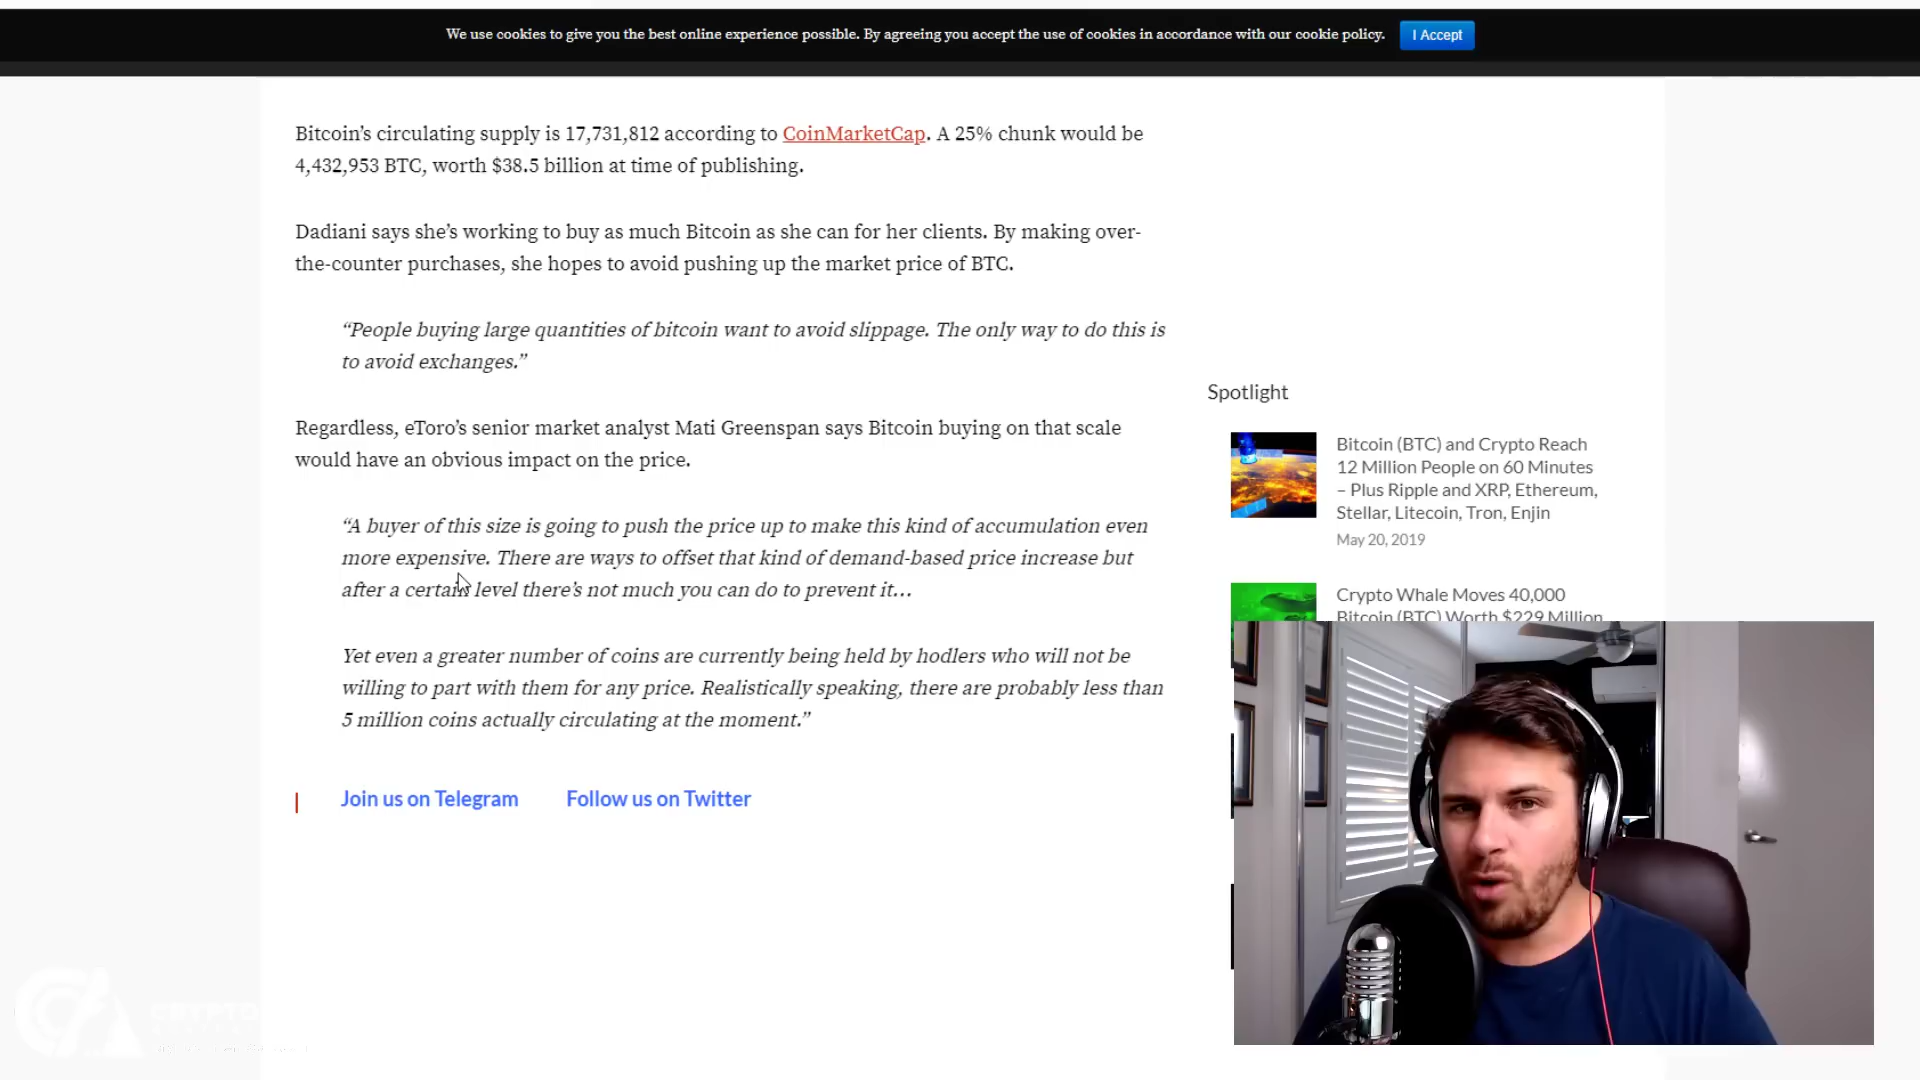 We use cookies to give you the best online experience possible. By agreeing you accept the use of cookies in accordance with our cookie policy.
I Accept
Bitcoin’s circulating supply is 17,731,812 according to CoinMarketCap. A 25% chunk would be
4,432,953 BTC, worth $38.5 billion at time of publishing.
Dadiani says she’s working to buy as much Bitcoin as she can for her clients. By making over-
the-counter purchases, she hopes to avoid pushing up the market price of BTC.
“People buying large quantities of bitcoin want to avoid slippage. The only way to do this is
to avoid exchanges.”
Regardless, eToro’s senior market analyst Mati Greenspan says Bitcoin buying on that scale
would have an obvious impact on the price.
“A buyer of this size is going to push the price up to make this kind of accumulation even
more expensive. There are ways to offset that kind of demand-based price increase but
after a certain level there’s not much you can do to prevent it…
Yet even a greater number of coins are currently being held by hodlers who will not be
willing to part with them for any price. Realistically speaking, there are probably less than
5 million coins actually circulating at the moment.”
Join us on Telegram
Follow us on Twitter
Spotlight
Bitcoin (BTC) and Crypto Reach
12 Million People on 60 Minutes
– Plus Ripple and XRP, Ethereum,
Stellar, Litecoin, Tron, Enjin
May 20, 2019
Crypto Whale Moves 40,000
Bitcoin (BTC) Worth $229 Million
CRYPTO